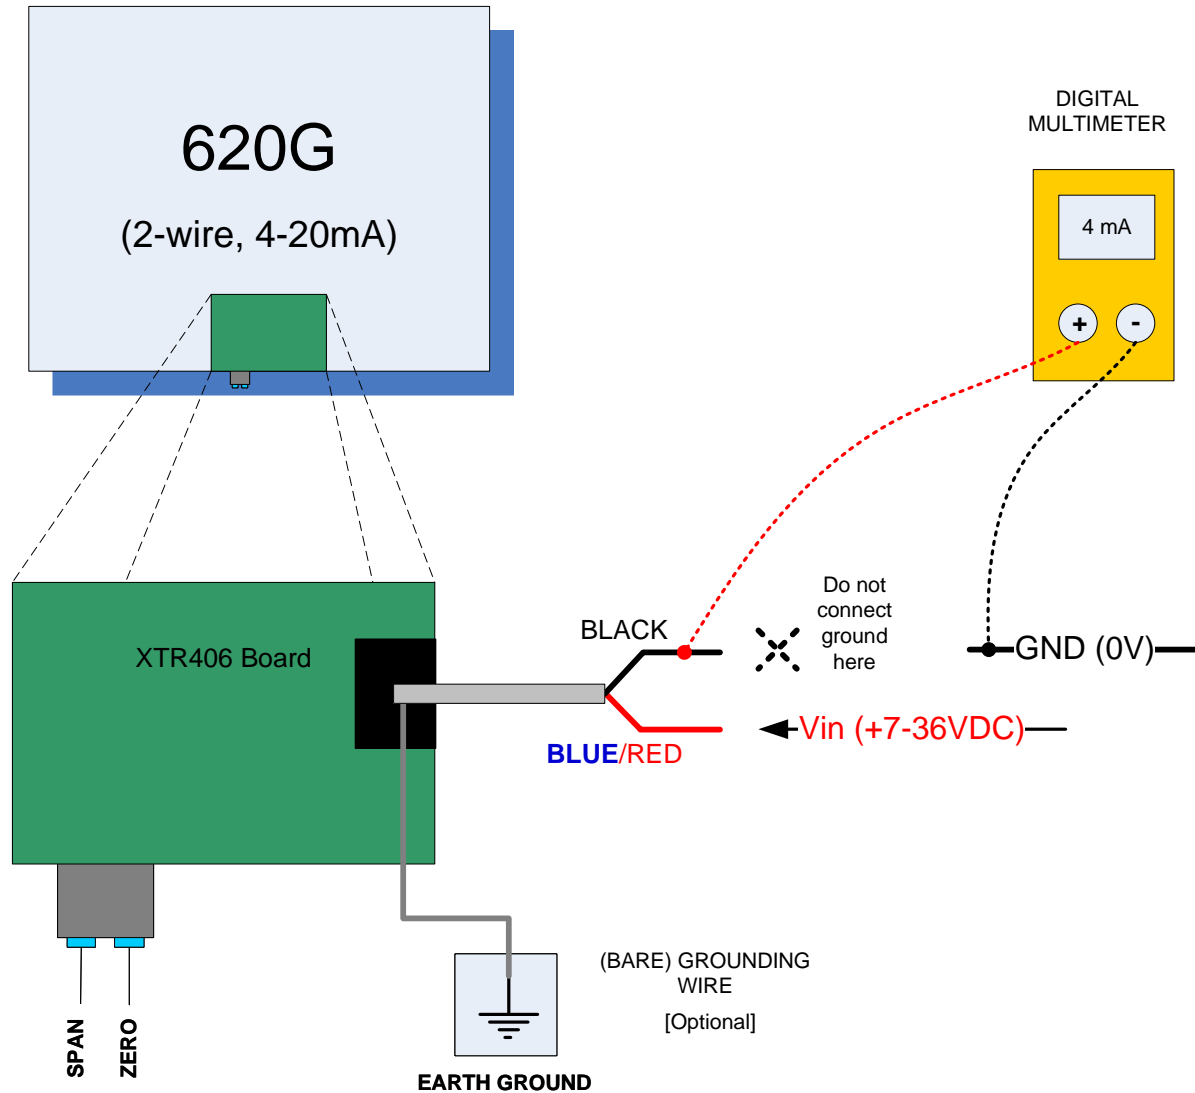 620G
(2-wire, 4-20mA)
DIGITAL
MULTIMETER
4 mA
+
-
XTR406 Board
BLACK
BLUE/RED
Do not
connect
ground
here
GND (0V)
Vin (+7-36VDC)
SPAN
ZERO
(BARE) GROUNDING
WIRE
[Optional]
EARTH GROUND